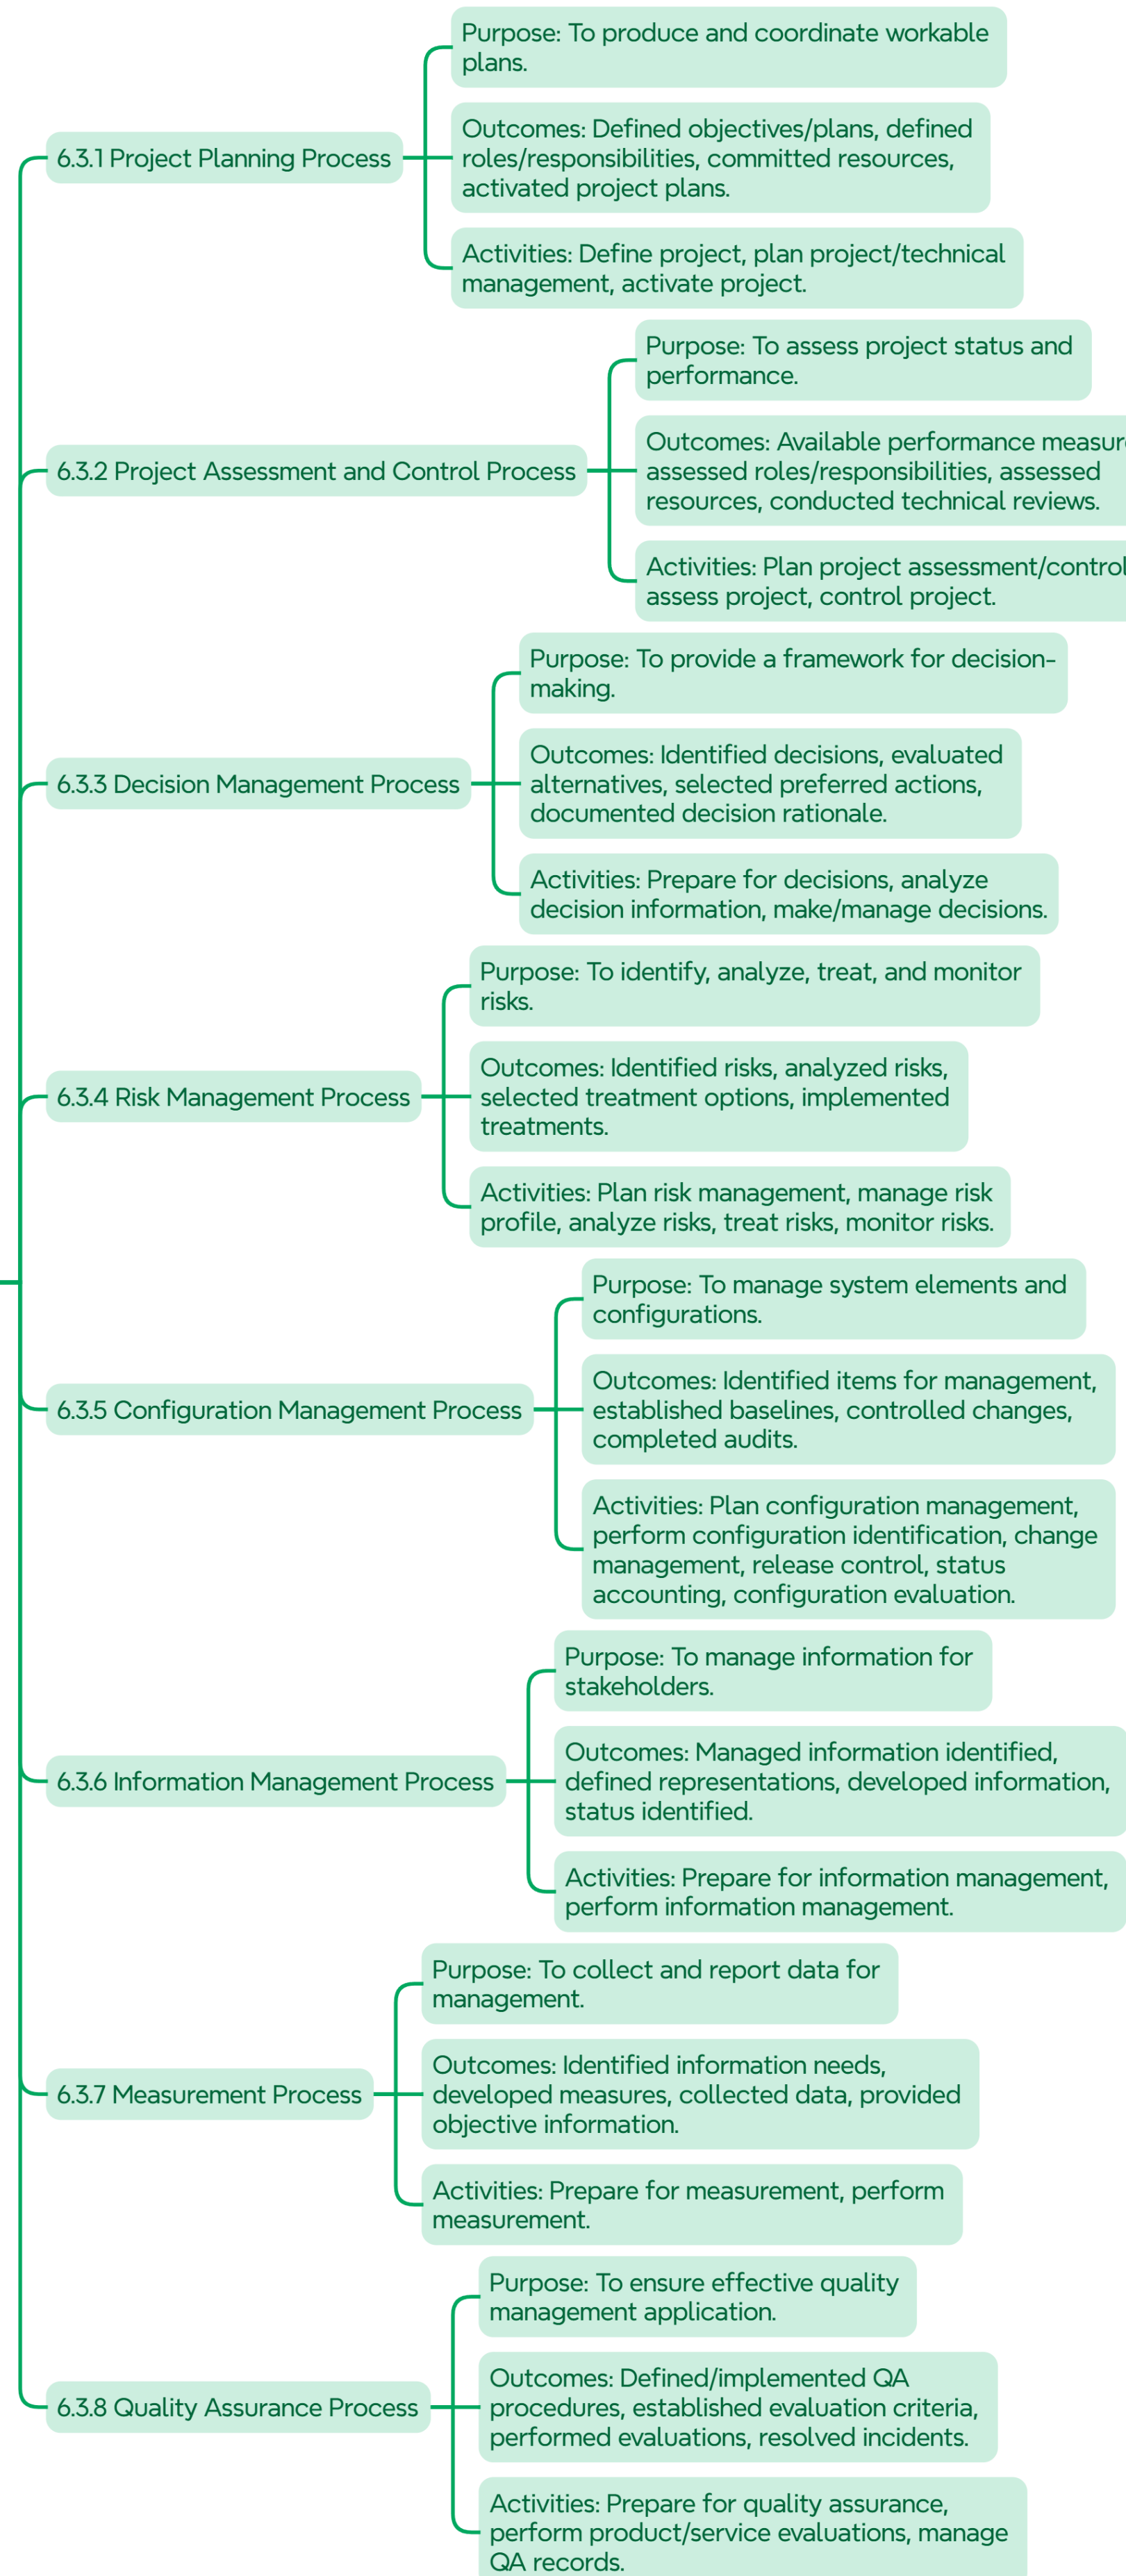 6.3.1 Project Planning Process
Purpose: To produce and coordinate workable
plans.
Outcomes: Defined objectives/plans, defined
roles/responsibilities, committed resources,
activated project plans.
Activities: Define project, plan project/technical
management, activate project.
6.3.2 Project Assessment and Control Process
Purpose: To assess project status and
performance.
Outcomes: Available performance measur
assessed roles/responsibilities, assessed
resources, conducted technical reviews.
Activities: Plan project assessment/control
assess project, control project.
6.3.3 Decision Management Process
Purpose: To provide a framework for decision-
making.
Outcomes: Identified decisions, evaluated
alternatives, selected preferred actions,
documented decision rationale.
Activities: Prepare for decisions, analyze
decision information, make/manage decisions.
6.3.4 Risk Management Process
Purpose: To identify, analyze, treat, and monitor
risks.
Outcomes: Identified risks, analyzed risks,
selected treatment options, implemented
treatments.
Activities: Plan risk management, manage risk
profile, analyze risks, treat risks, monitor risks.
6.3.5 Configuration Management Process
Purpose: To manage system elements and
configurations.
Outcomes: Identified items for management,
established baselines, controlled changes,
completed audits.
Activities: Plan configuration management,
perform configuration identification, change
management, release control, status
accounting, configuration evaluation.
6.3.6 Information Management Process
Purpose: To manage information for
stakeholders.
Outcomes: Managed information identified,
defined representations, developed information,
status identified.
Activities: Prepare for information management,
perform information management.
6.3.7 Measurement Process
Purpose: To collect and report data for
management.
Outcomes: Identified information needs,
developed measures, collected data, provided
objective information.
Activities: Prepare for measurement, perform
measurement.
6.3.8 Quality Assurance Process
Purpose: To ensure effective quality
management application.
Outcomes: Defined/implemented QA
procedures, established evaluation criteria,
performed evaluations, resolved incidents.
Activities: Prepare for quality assurance,
perform product/service evaluations, manage
QA records.